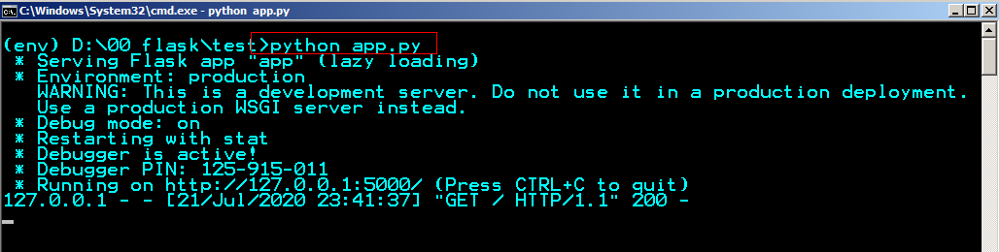 C:\Windows\System32\cmd.exe - python app.py
(env) D:\00_flask\test>python app.py
* Serving Flask app "app" (lazy loading)
* Environment: production
WARNING: This is a development server. Do not use it in a production deployment.
Use a production WSGI server instead.
* Debug mode: on
* Restarting with stat
* Debugger is active!
* Debugger PIN: 125-915-011
* Running on http://127.0.0.1:5000/ (Press CTRL+C to quit)
127.0.0.1 - - [21/Jul/2020 23:41:37] "GET / HTTP/1.1" 200 -